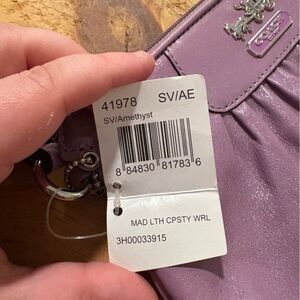 COACH
41978 SV/AE
SV/Amethyst
8 84830 81783 6
MAD LTH CPSTY WRL
3H00033915